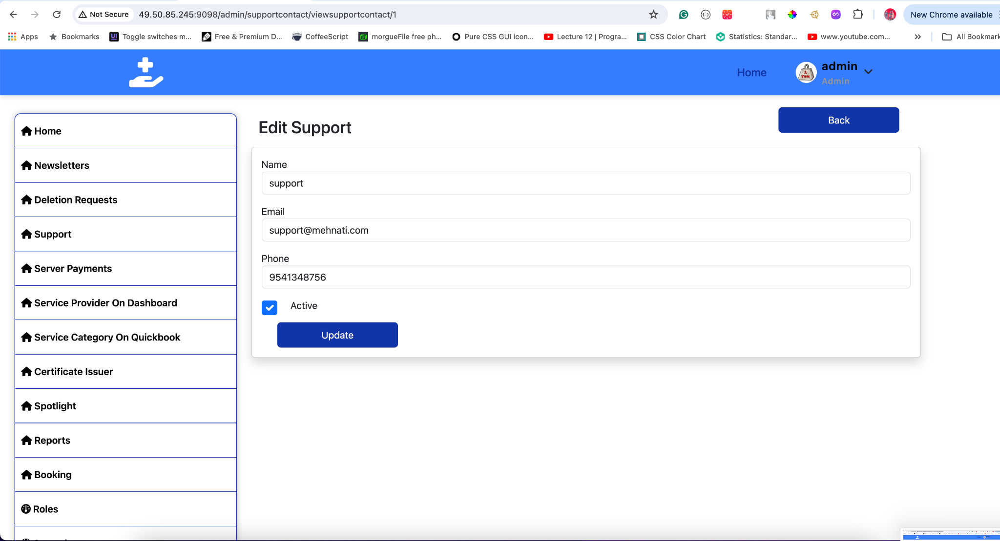 Not Secure 49.50.85.245:9098/admin/supportcontact/viewsupportcontact/1 New Chrome available
Apps Bookmarks UI Toggle switches m... Free & Premium D... CoffeeScript morgueFile free ph... Pure CSS GUI icon... Lecture 12 | Progra... CSS Color Chart Statistics: Standar... www.youtube.com... » All Bookmark
Home admin
Admin
Back
Edit Support
Home
Newsletters
Deletion Requests
Support
Server Payments
Service Provider On Dashboard
Service Category On Quickbook
Certificate Issuer
Spotlight
Reports
Booking
Roles
Name
support
Email
support@mehnati.com
Phone
9541348756
Active
Update